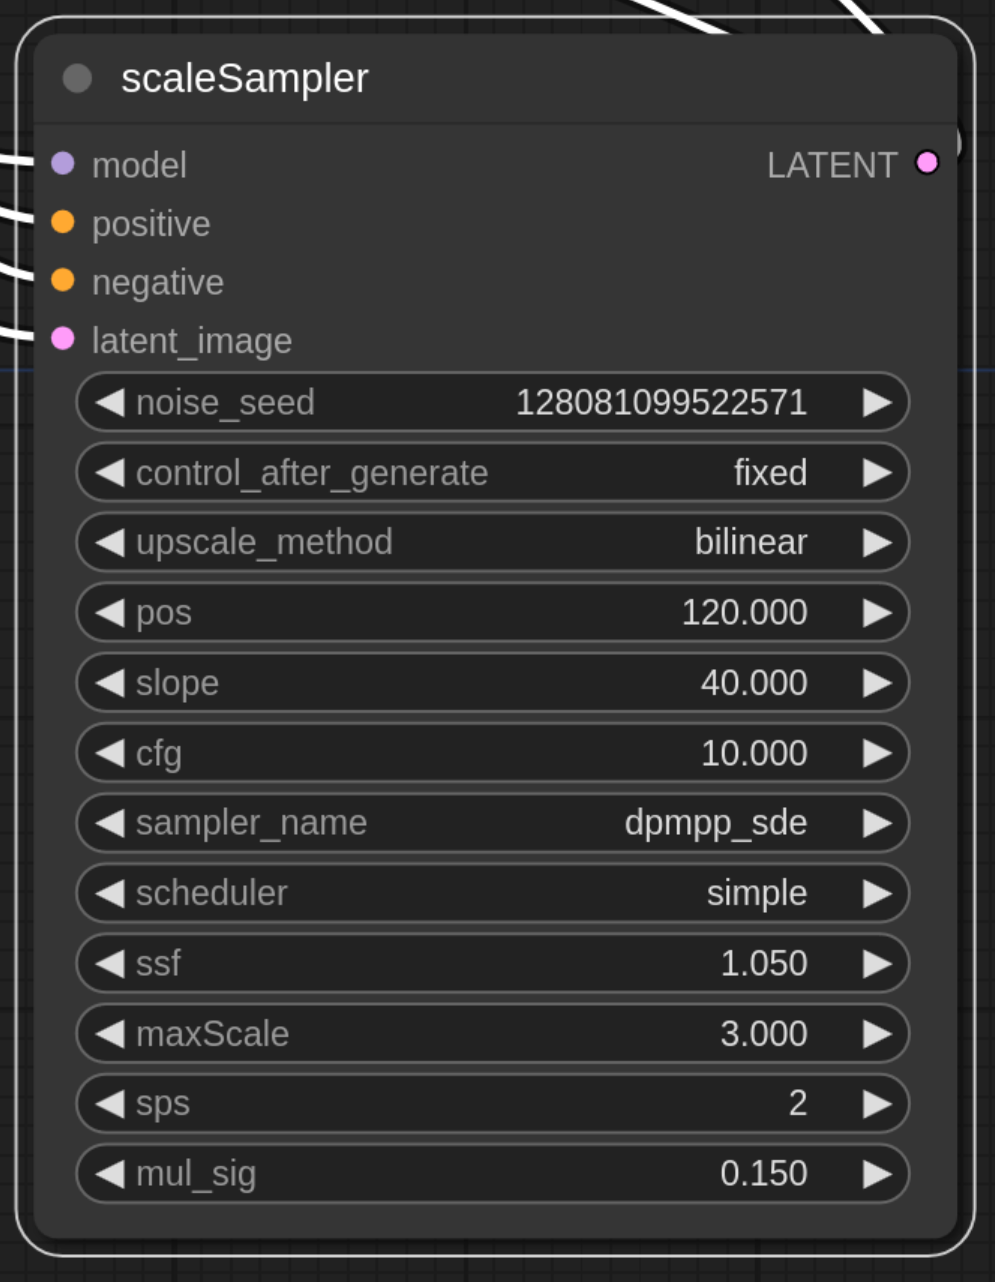 scaleSampler
model LATENT
positive
negative
latent_image
noise_seed 128081099522571
control_after_generate fixed
upscale_method bilinear
pos 120.000
slope 40.000
cfg 10.000
sampler_name dpmpp_sde
scheduler simple
ssf 1.050
maxScale 3.000
sps 2
mul_sig 0.150